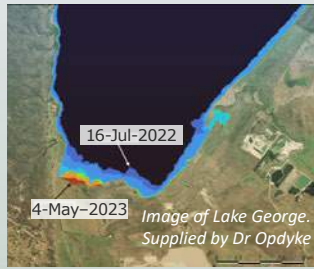 16-Jul-2022
4-May–2023
Image of Lake George.
Supplied by Dr Opdyke